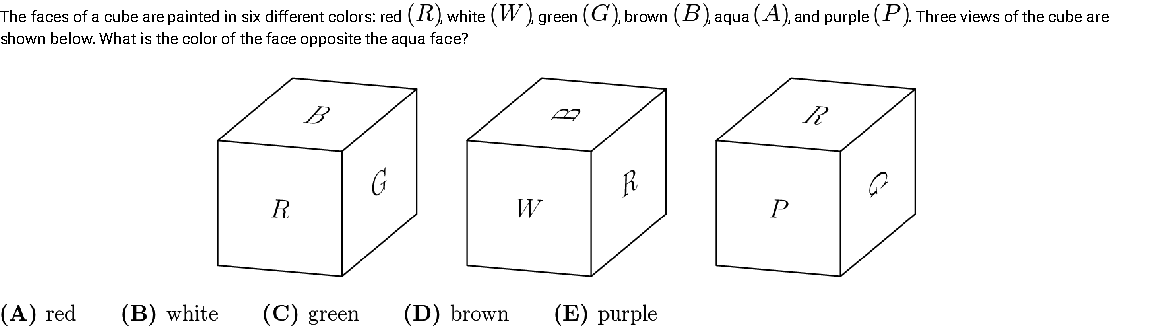 The faces of a cube are painted in six different colors: red (R), white (W), green (G), brown (B), aqua (A), and purple (P). Three views of the cube are
shown below. What is the color of the face opposite the aqua face?
B
G
R
B
R
W
R
G
P
(A) red (B) white (C) green (D) brown (E) purple